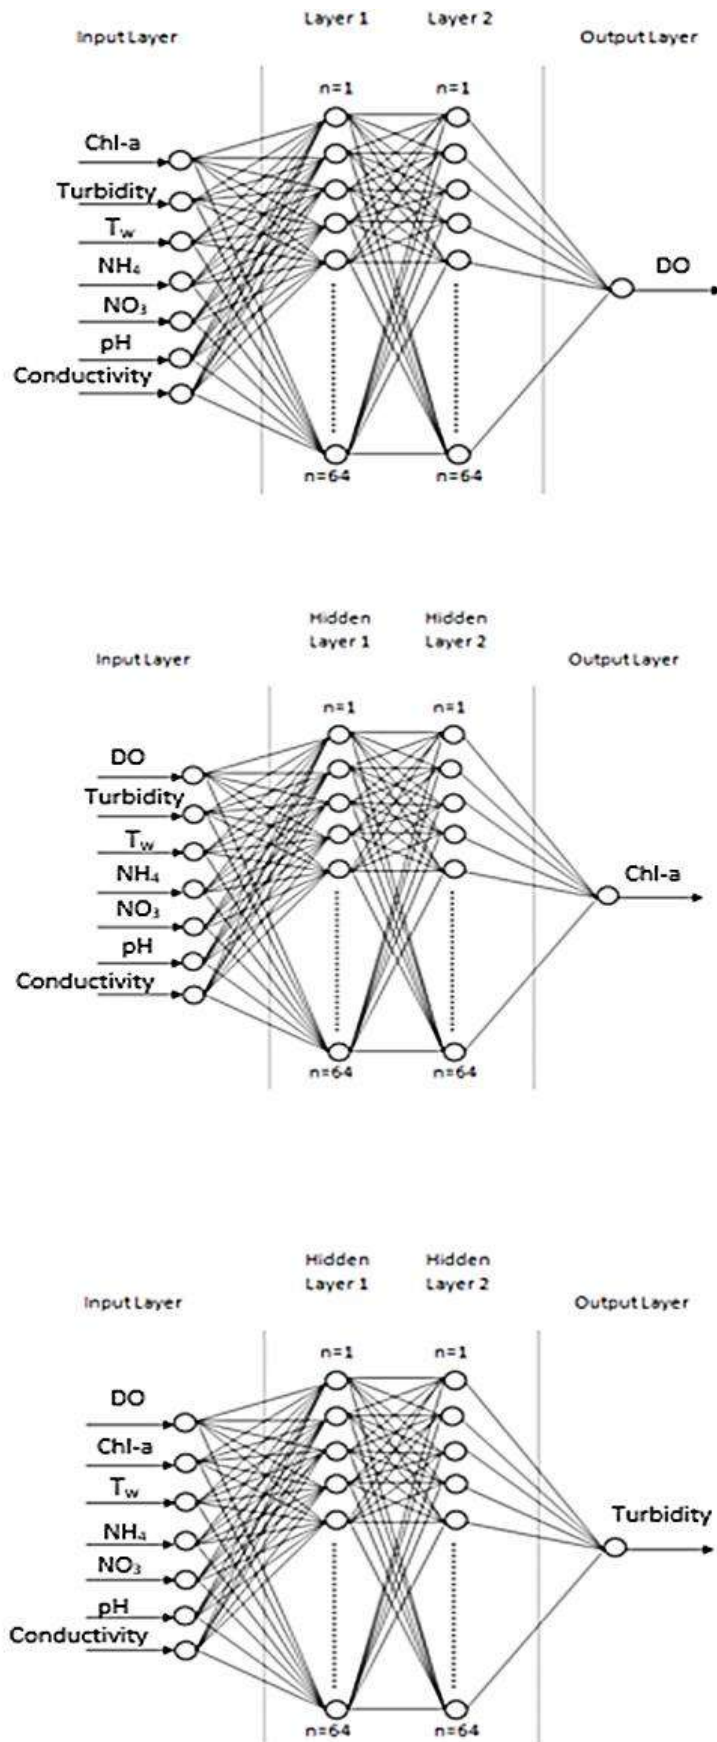 Layer 1 Layer 2
Input Layer Output Layer
n=1 n=1
Chl-a
Turbidity
Tw
NH₄
DO
NO₃
pH
Conductivity
n=64 n=64
Hidden Hidden
Layer 1 Layer 2
Input Layer Output Layer
n=1 n=1
DO
Turbidity
Tw
NH₄
Chl-a
NO₃
pH
Conductivity
n=64 n=64
Hidden Hidden
Layer 1 Layer 2
Input Layer Output Layer
n=1 n=1
DO
Chl-a
Tw
Turbidity
NH₄
NO₃
pH
Conductivity
n=64 n=64